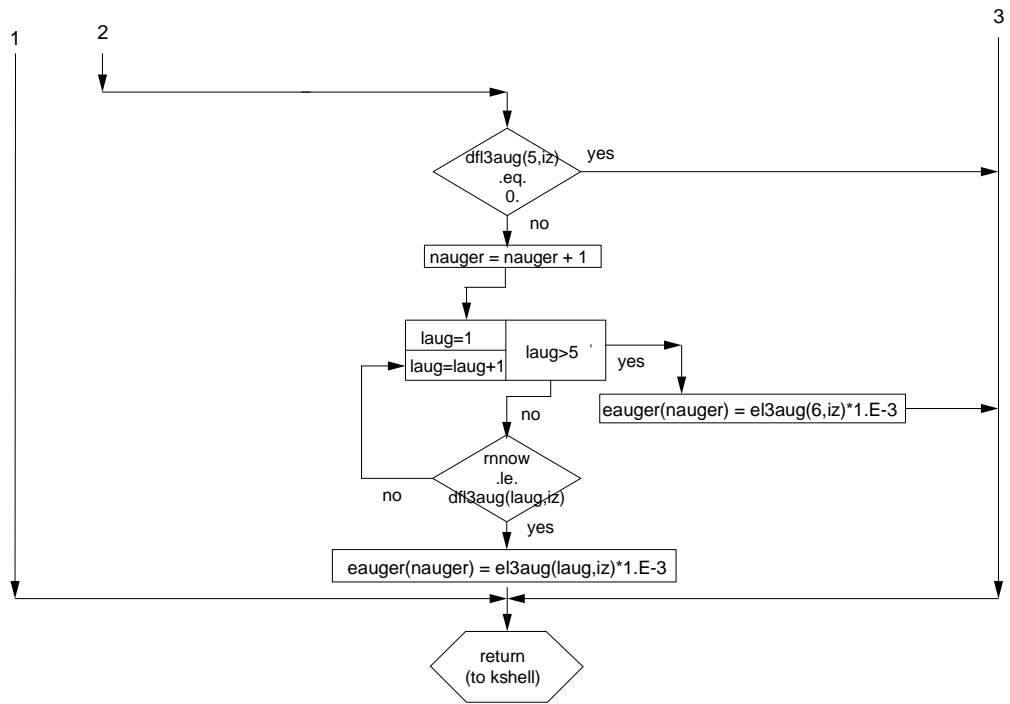 1
2
3
dfl3aug(5,iz)
.eq.
0.
yes
no
nauger = nauger + 1
laug=1
laug=laug+1
laug>5
yes
eauger(nauger) = el3aug(6,iz)*1.E-3
no
rnnow
.le.
dfl3aug(laug,iz)
no
yes
eauger(nauger) = el3aug(laug,iz)*1.E-3
return
(to kshell)